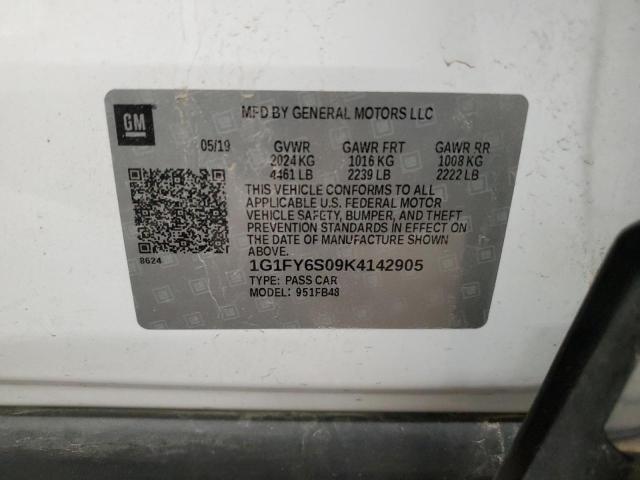 GM
MFD BY GENERAL MOTORS LLC
05/19 GVWR GAWR FRT GAWR RR
2024 KG 1016 KG 1008 KG
4461 LB 2239 LB 2222 LB
THIS VEHICLE CONFORMS TO ALL
APPLICABLE U.S. FEDERAL MOTOR
VEHICLE SAFETY, BUMPER, AND THEFT
PREVENTION STANDARDS IN EFFECT ON
THE DATE OF MANUFACTURE SHOWN
ABOVE.
8624
1G1FY6S09K4142905
TYPE: PASS CAR
MODEL: 951FB48